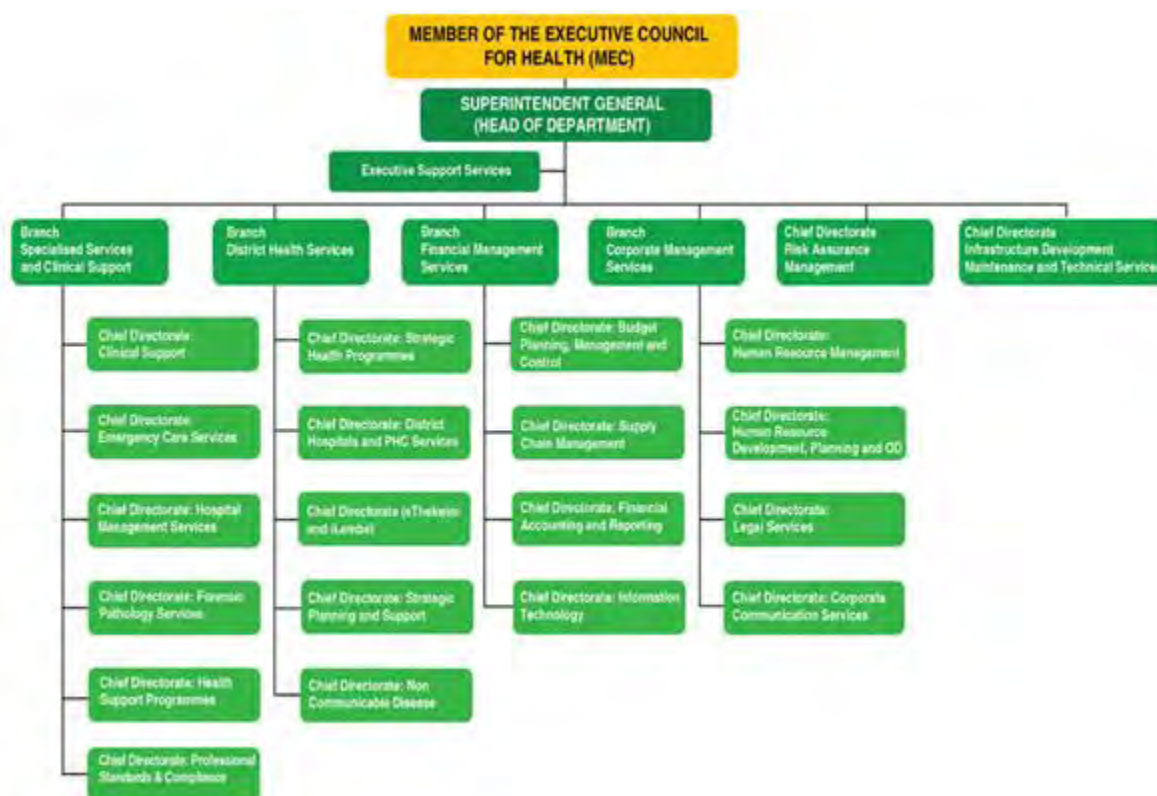 MEMBER OF THE EXECUTIVE COUNCIL
FOR HEALTH (MEC)
SUPERINTENDENT GENERAL
(HEAD OF DEPARTMENT)
Executive Support Services
Branch
Specialised Services
and Clinical Support
Branch
District Health Services
Branch
Financial Management
Services
Branch
Corporate Management
Services
Chief Directorate
Risk Assurance
Management
Chief Directorate
Infrastructure Development
Maintenance and Technical Service
Chief Directorate:
Clinical Support
Chief Directorate:
Emergency Care Services
Chief Directorate: Hospital
Management Services
Chief Directorate: Forensic
Pathology Services
Chief Directorate: Health
Support Programmes
Chief Directorate: Professional
Standards & Compliance
Chief Directorate: Strategic
Health Programmes
Chief Directorate: District
Hospitals and PHC Services
Chief Directorate (eThekwini
and iLembe)
Chief Directorate: Strategic
Planning and Support
Chief Directorate: Non
Communicable Disease
Chief Directorate: Budget
Planning, Management and
Control
Chief Directorate: Supply
Chain Management
Chief Directorate: Financial
Accounting and Reporting
Chief Directorate: Information
Technology
Chief Directorate:
Human Resource Management
Chief Directorate:
Human Resource
Development, Planning and OD
Chief Directorate:
Legal Services
Chief Directorate: Corporate
Communication Services